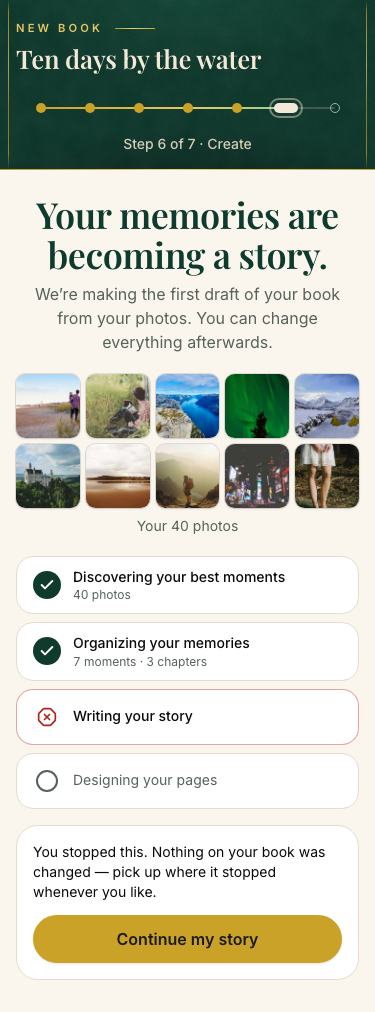 NEW BOOK
Ten days by the water
Step 6 of 7 · Create
Your memories are
becoming a story.
We’re making the first draft of your book
from your photos. You can change
everything afterwards.
Your 40 photos
Discovering your best moments
40 photos
Organizing your memories
7 moments · 3 chapters
Writing your story
Designing your pages
You stopped this. Nothing on your book was
changed — pick up where it stopped
whenever you like.
Continue my story